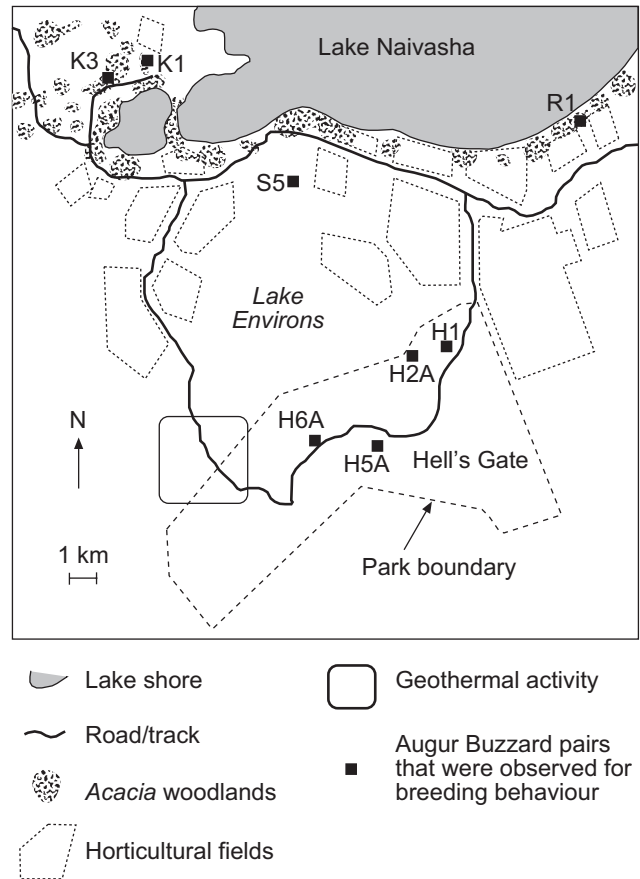 Lake Naivasha
K3
K1
R1
S5
Lake
Environs
H1
H2A
N
H6A
H5A
Hell's Gate
1 km
Park boundary
Lake shore
Geothermal activity
Road/track
Augur Buzzard pairs
that were observed for
breeding behaviour
Acacia woodlands
Horticultural fields